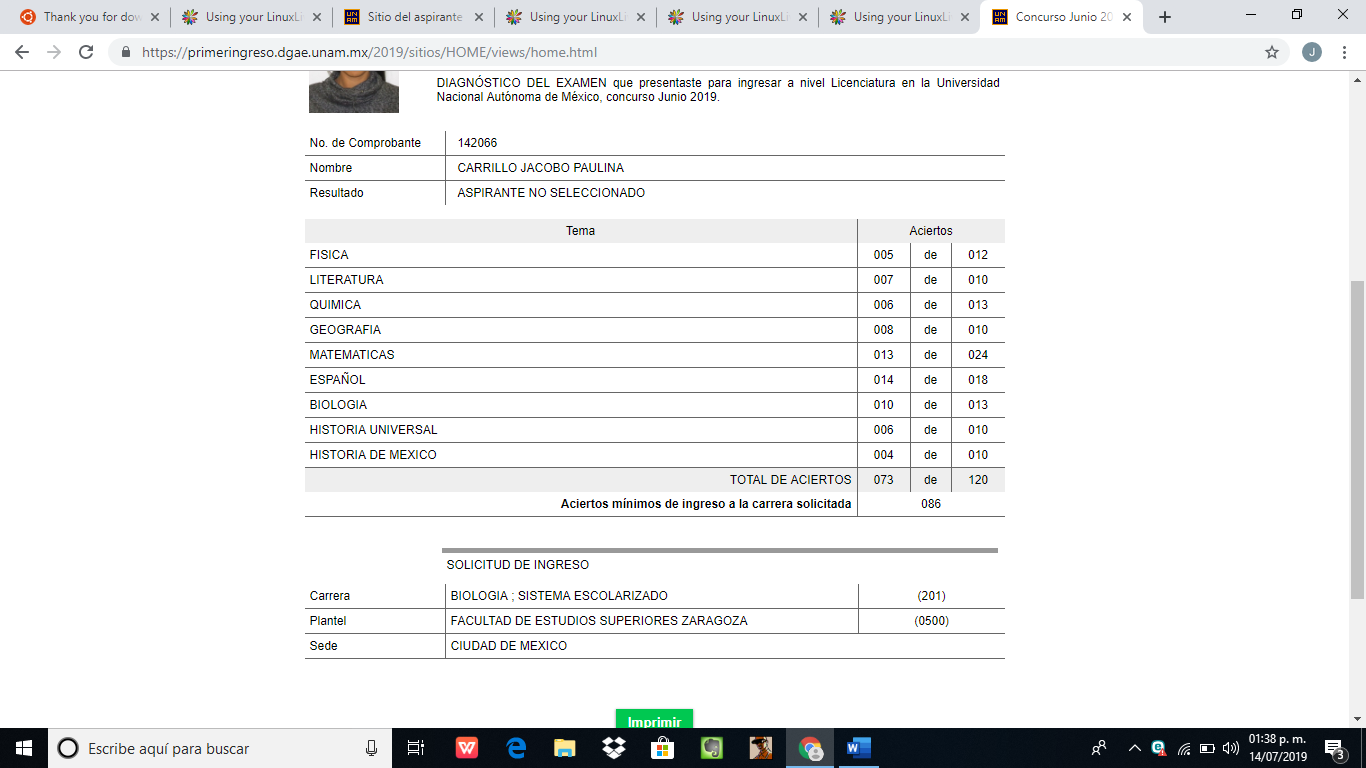 Thank you for dow
Using your LinuxLi
Sitio del aspirante
Using your LinuxLi
Using your LinuxLi
Using your LinuxLi
Concurso Junio 20
https://primeringreso.dgae.unam.mx/2019/sitios/HOME/views/home.html
J
DIAGNÓSTICO DEL EXAMEN que presentaste para ingresar a nivel Licenciatura en la Universidad
Nacional Autónoma de México, concurso Junio 2019.
No. de Comprobante 142066
Nombre CARRILLO JACOBO PAULINA
Resultado ASPIRANTE NO SELECCIONADO
Tema Aciertos
FISICA 005 de 012
LITERATURA 007 de 010
QUIMICA 006 de 013
GEOGRAFIA 008 de 010
MATEMATICAS 013 de 024
ESPAÑOL 014 de 018
BIOLOGIA 010 de 013
HISTORIA UNIVERSAL 006 de 010
HISTORIA DE MEXICO 004 de 010
TOTAL DE ACIERTOS 073 de 120
Aciertos mínimos de ingreso a la carrera solicitada 086
SOLICITUD DE INGRESO
Carrera BIOLOGIA ; SISTEMA ESCOLARIZADO (201)
Plantel FACULTAD DE ESTUDIOS SUPERIORES ZARAGOZA (0500)
Sede CIUDAD DE MEXICO
Imprimir
Escribe aquí para buscar
01:38 p. m.
14/07/2019
3